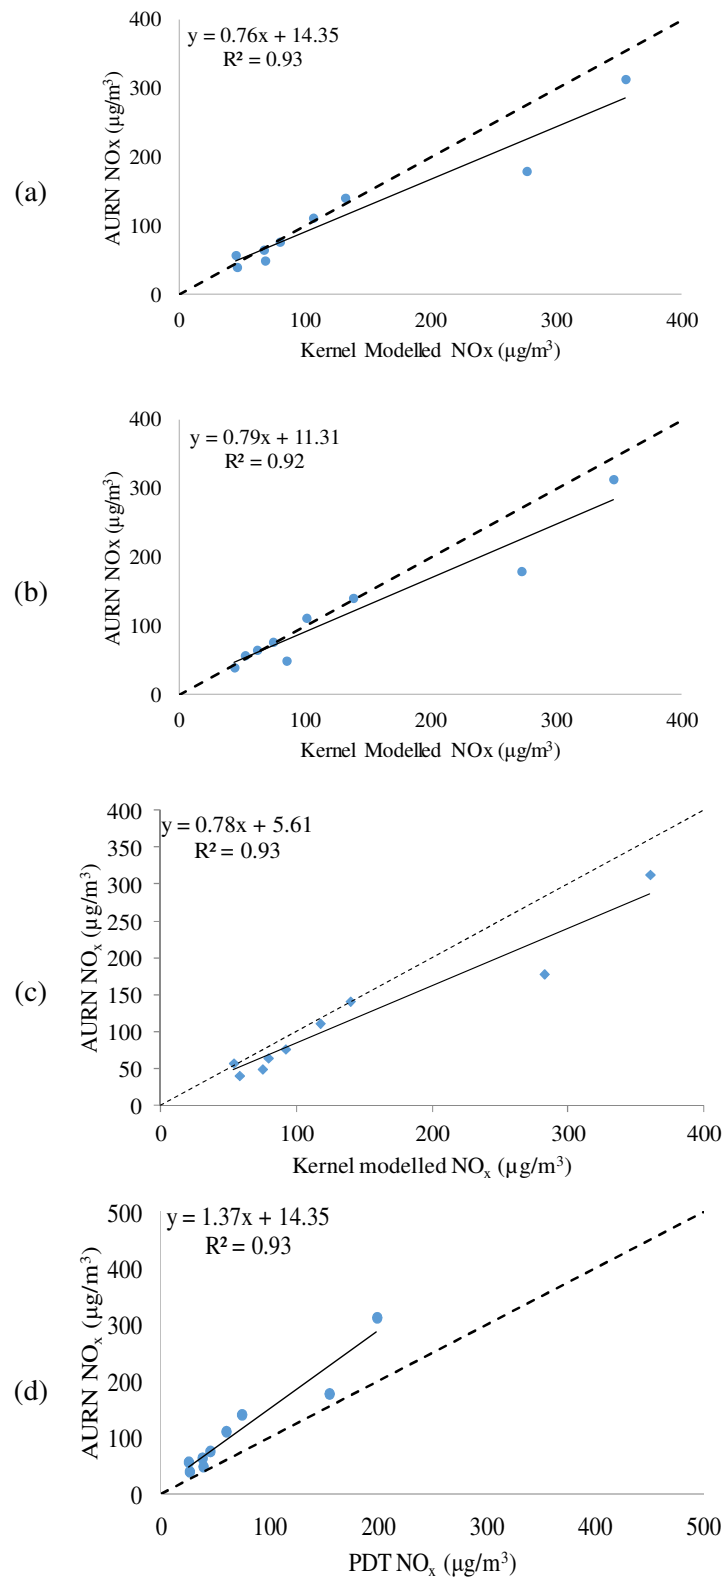 (a)
y = 0.76x + 14.35
R² = 0.93
AURN NOx (µg/m³)
400
300
200
100
0
0 100 200 300 400
Kernel Modelled NOx (µg/m³)
(b)
y = 0.79x + 11.31
R² = 0.92
AURN NOx (µg/m³)
400
300
200
100
0
0 100 200 300 400
Kernel Modelled NOx (µg/m³)
(c)
y = 0.78x + 5.61
R² = 0.93
AURN NOₓ (µg/m³)
400
350
300
250
200
150
100
50
0
0 100 200 300 400
Kernel modelled NOₓ (µg/m³)
(d)
y = 1.37x + 14.35
R² = 0.93
AURN NOₓ (µg/m³)
500
400
300
200
100
0
0 100 200 300 400 500
PDT NOₓ (µg/m³)